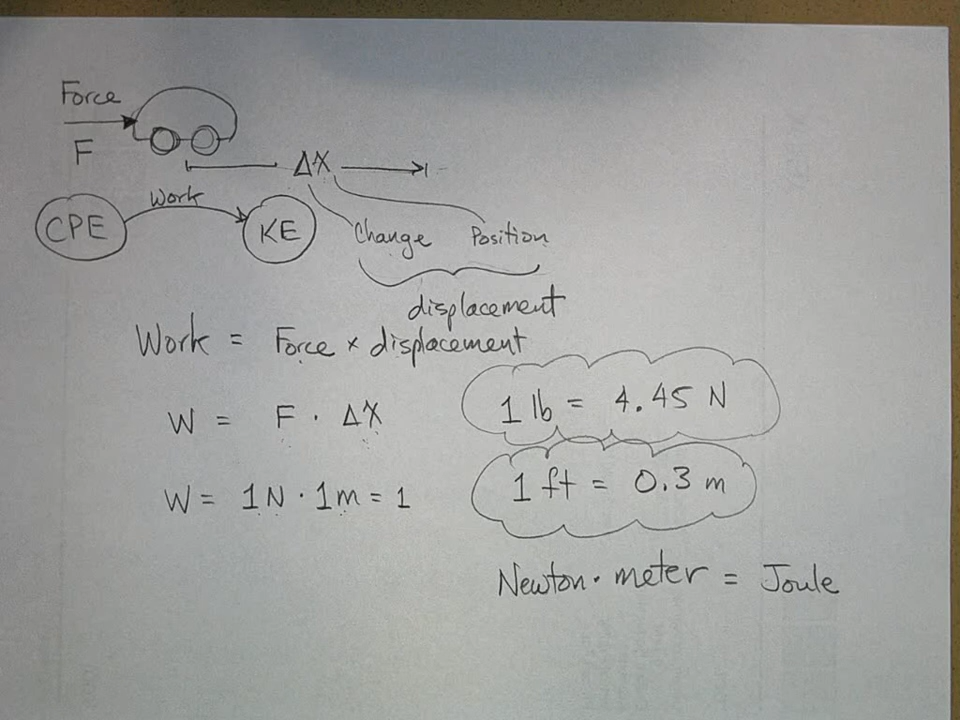 Force
F
ΔX
Work
CPE
KE
Change Position
displacement
Work = Force × displacement
W = F · ΔX
1 lb = 4.45 N
W = 1N · 1m = 1
1 ft = 0.3 m
Newton · meter = Joule